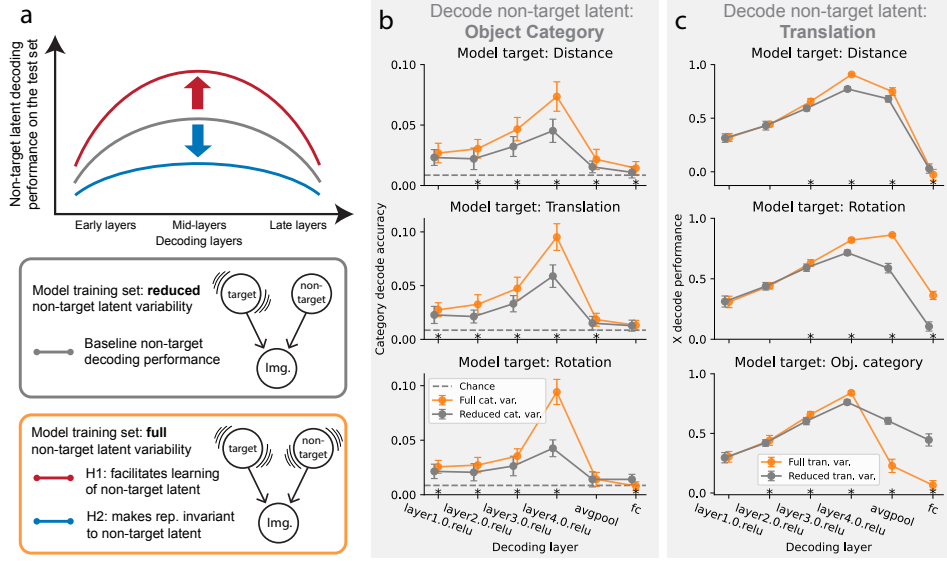 a
Non-target latent decoding
performance on the test set
Early layers
Mid-layers
Late layers
Decoding layers
Model training set: reduced
non-target latent variability
Baseline non-target
decoding performance
target
non-
target
Img.
Model training set: full
non-target latent variability
H1: facilitates learning
of non-target latent
H2: makes rep. invariant
to non-target latent
target
non-
target
Img.
b
Decode non-target latent:
Object Category
Model target: Distance
0.10
0.05
0.00
* * * * *
Model target: Translation
Category decode accuracy
0.10
0.05
0.00
* * * * * *
Model target: Rotation
0.10
0.05
0.00
Chance
Full cat. var.
Reduced cat. var.
* * * * * *
layer1.0.relu
layer2.0.relu
layer3.0.relu
layer4.0.relu
avgpool
fc
Decoding layer
c
Decode non-target latent:
Translation
Model target: Distance
1.0
0.5
0.0
* * * *
Model target: Rotation
X decode performance
1.0
0.5
0.0
* * * *
Model target: Obj. category
1.0
0.5
0.0
Full tran, var.
Reduced tran, var.
* * * * *
layer1.0.relu
layer2.0.relu
layer3.0.relu
layer4.0.relu
avgpool
fc
Decoding layer